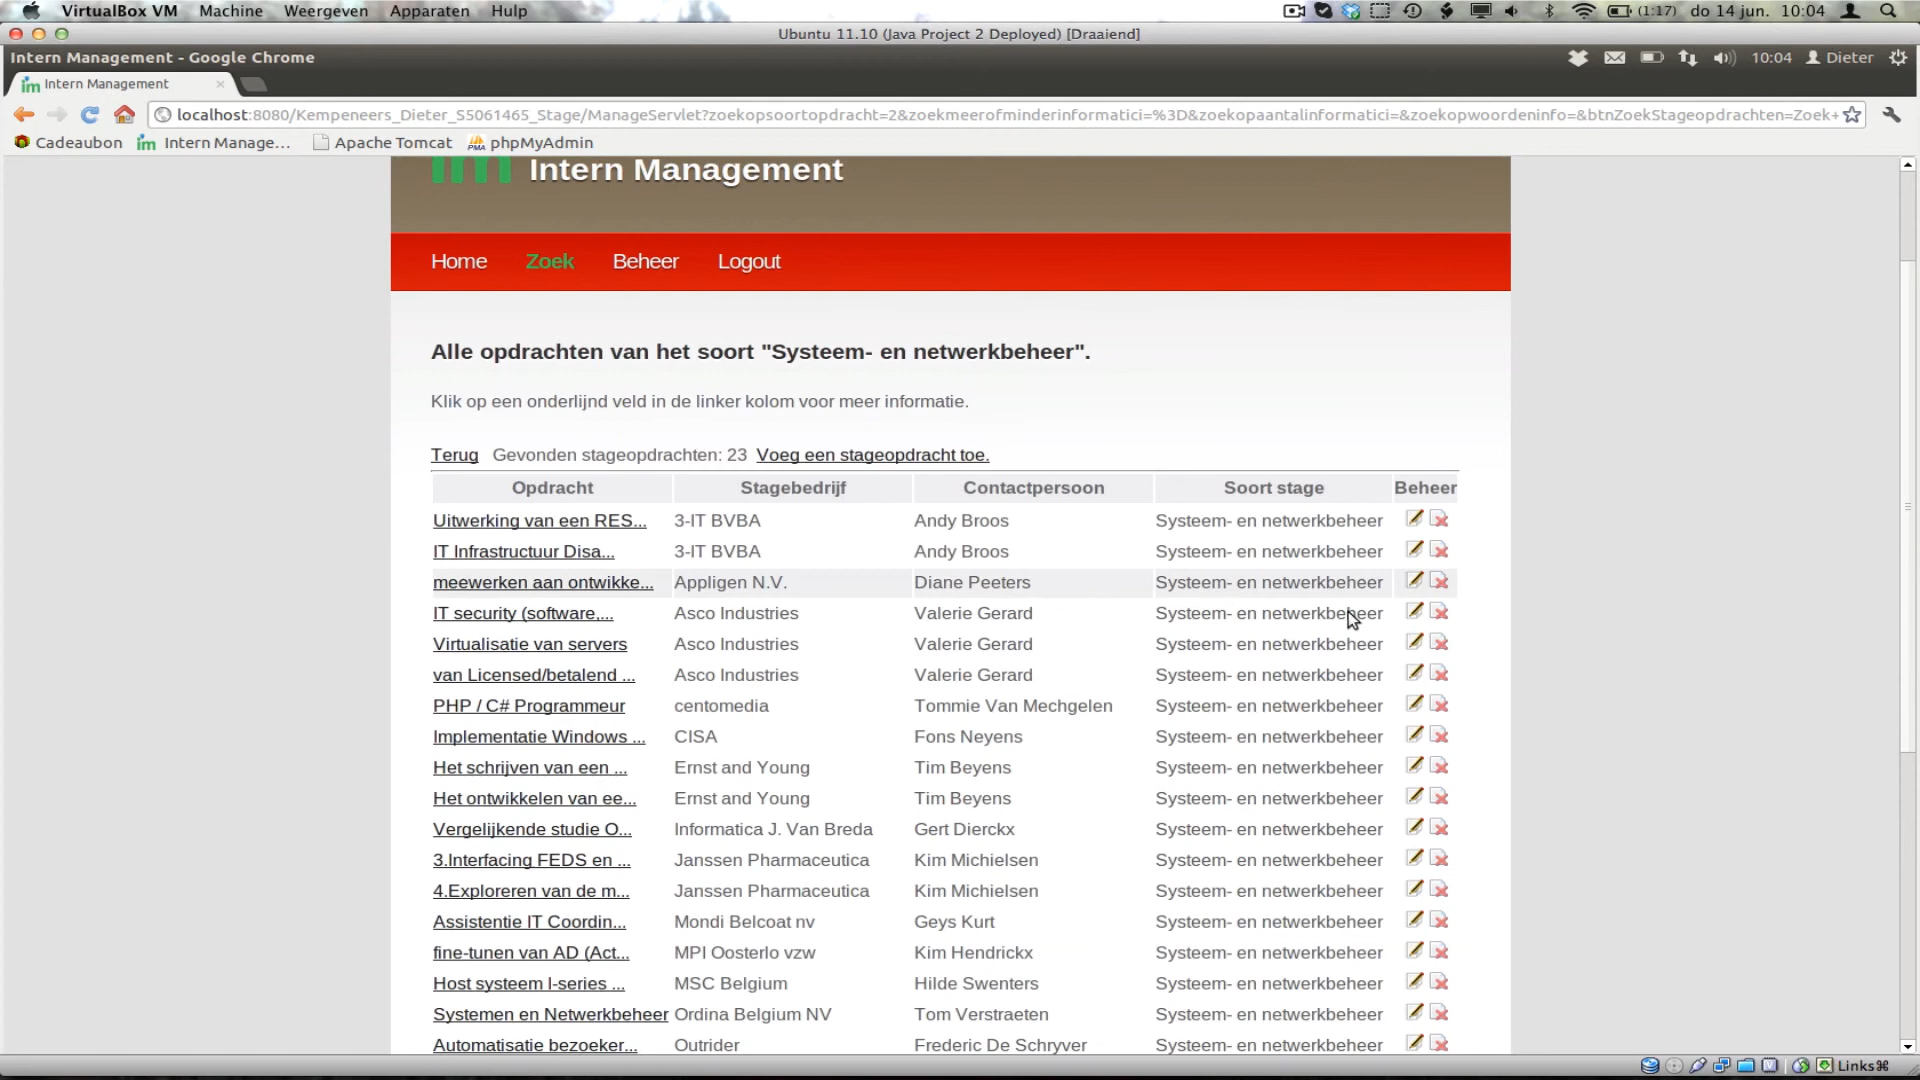 VirtualBox VM Machine Weergeven Apparaten Hulp (1:17) do 14 jun. 10:04
Ubuntu 11.10 (Java Project 2 Deployed) [Draaiend]
Intern Management - Google Chrome 10:04 Dieter
im Intern Management
localhost:8080/Kempeneers_Dieter_S5061465_Stage/ManageServlet?zoekopsoortopdracht=2&zoekmeerofminderinformatici=%3D&zoekopaantalinformatici=&zoekopwoordeninfo=&btnZoekStageopdrachten=Zoek+
Cadeaubon im Intern Manage... Apache Tomcat PMA phpMyAdmin
im Intern Management
Home Zoek Beheer Logout
Alle opdrachten van het soort "Systeem- en netwerkbeheer".
Klik op een onderlijnd veld in de linker kolom voor meer informatie.
Terug Gevonden stageopdrachten: 23 Voeg een stageopdracht toe.
Opdracht Stagebedrijf Contactpersoon Soort stage Beheer
Uitwerking van een RES... 3-IT BVBA Andy Broos Systeem- en netwerkbeheer
IT Infrastructuur Disa... 3-IT BVBA Andy Broos Systeem- en netwerkbeheer
meewerken aan ontwikke... Appligen N.V. Diane Peeters Systeem- en netwerkbeheer
IT security (software,... Asco Industries Valerie Gerard Systeem- en netwerkbeheer
Virtualisatie van servers Asco Industries Valerie Gerard Systeem- en netwerkbeheer
van Licensed/betalend ... Asco Industries Valerie Gerard Systeem- en netwerkbeheer
PHP / C# Programmeur centomedia Tommie Van Mechgelen Systeem- en netwerkbeheer
Implementatie Windows ... CISA Fons Neyens Systeem- en netwerkbeheer
Het schrijven van een ... Ernst and Young Tim Beyens Systeem- en netwerkbeheer
Het ontwikkelen van ee... Ernst and Young Tim Beyens Systeem- en netwerkbeheer
Vergelijkende studie O... Informatica J. Van Breda Gert Dierckx Systeem- en netwerkbeheer
3.Interfacing FEDS en ... Janssen Pharmaceutica Kim Michielsen Systeem- en netwerkbeheer
4.Exploreren van de m... Janssen Pharmaceutica Kim Michielsen Systeem- en netwerkbeheer
Assistentie IT Coordin... Mondi Belcoat nv Geys Kurt Systeem- en netwerkbeheer
fine-tunen van AD (Act... MPI Oosterlo vzw Kim Hendrickx Systeem- en netwerkbeheer
Host systeem I-series ... MSC Belgium Hilde Swenters Systeem- en netwerkbeheer
Systemen en Netwerkbeheer Ordina Belgium NV Tom Verstraeten Systeem- en netwerkbeheer
Automatisatie bezoeker... Outrider Frederic De Schryver Systeem- en netwerkbeheer
Links⌘